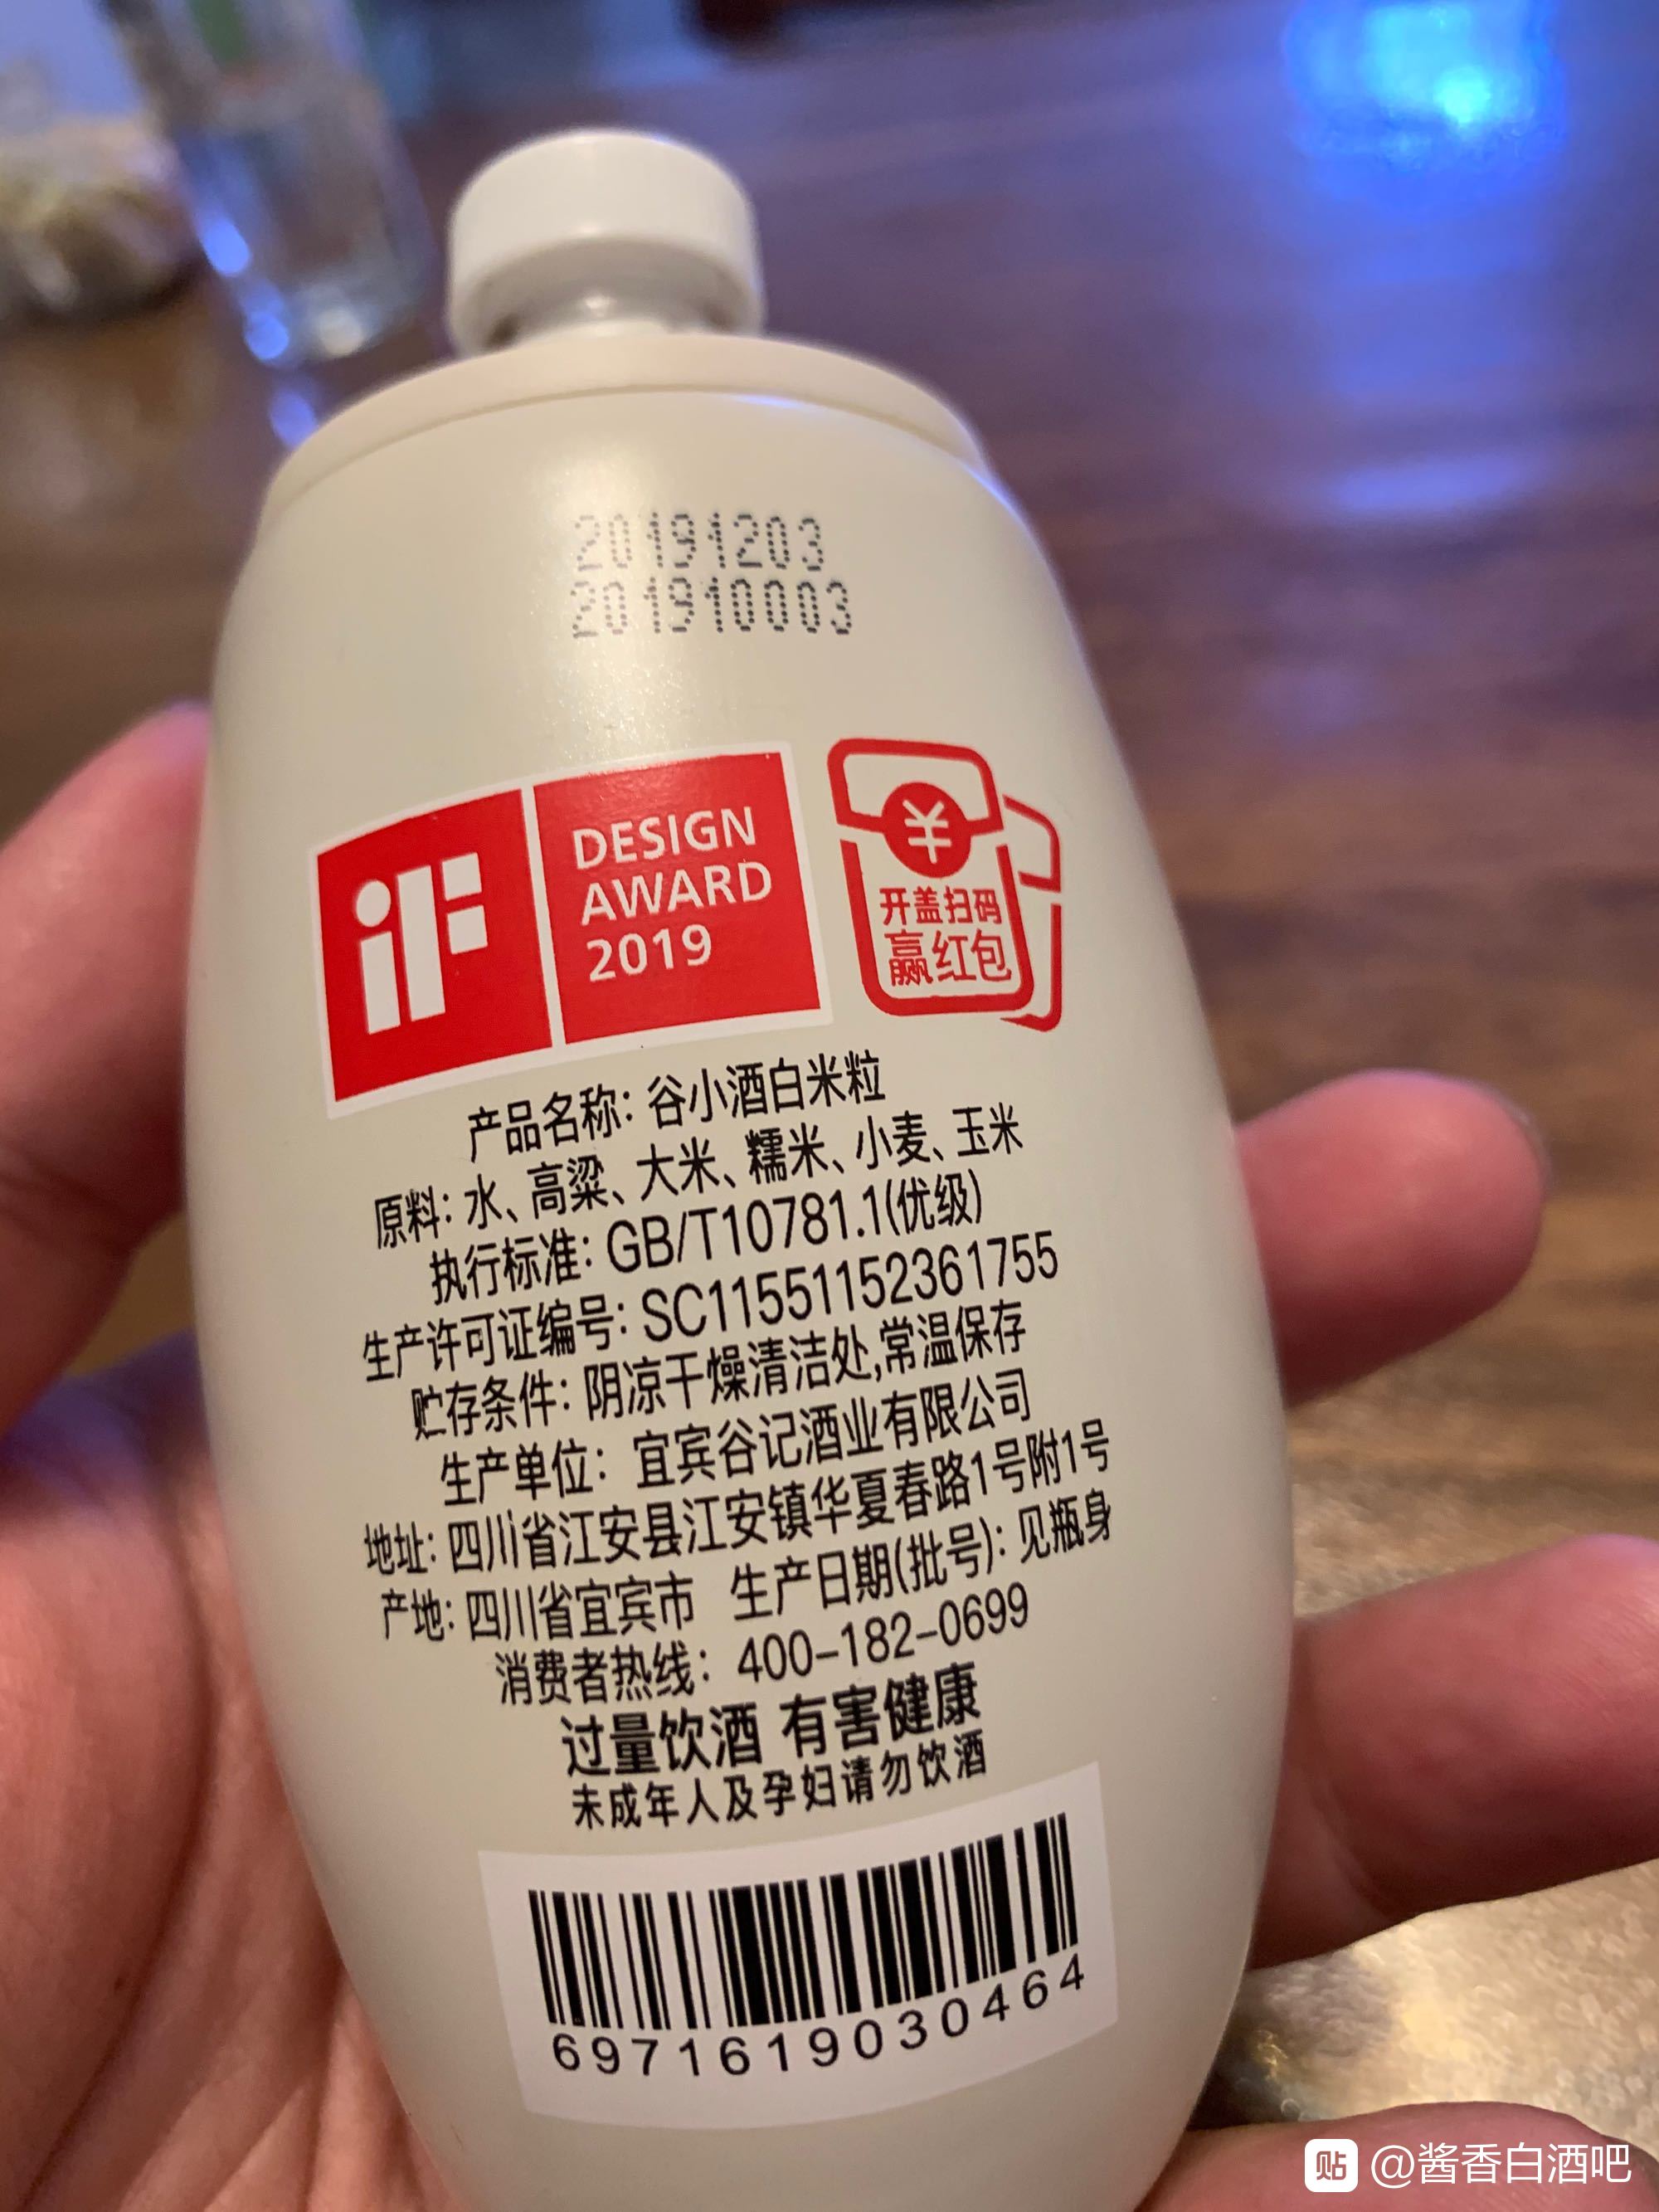 20191203
201910003
iF
DESIGN
AWARD
2019
开盖扫码
赢红包
产品名称：谷小酒白米粒
原料：水、高粱、大米、糯米、小麦、玉米
执行标准：GB/T10781.1(优级)
生产许可证编号：SC11551152361755
贮存条件：阴凉干燥清洁处,常温保存
生产单位：宜宾谷记酒业有限公司
地址：四川省江安县江安镇华夏春路1号附1号
产地：四川省宜宾市 生产日期(批号)：见瓶身
消费者热线：400-182-0699
过量饮酒 有害健康
未成年人及孕妇请勿饮酒
6971619030464
贴 @酱香白酒吧